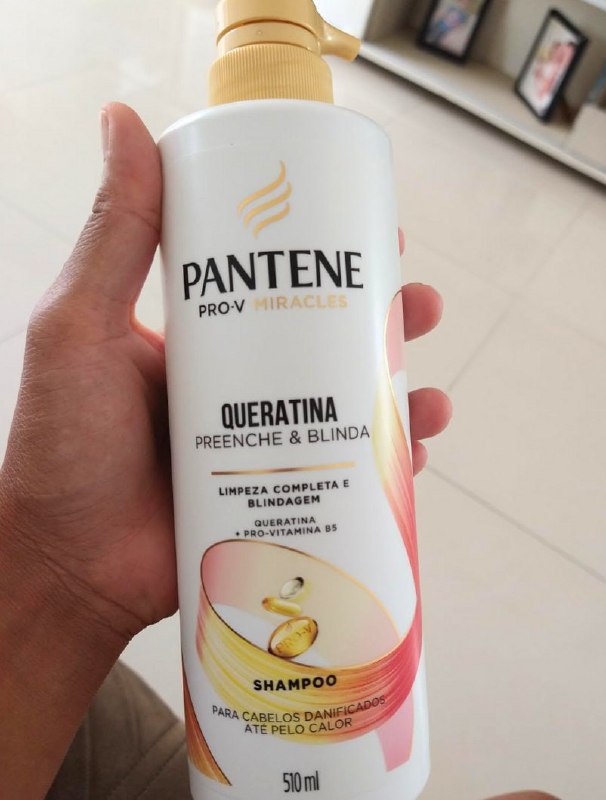 PANTENE
PRO-V MIRACLES
QUERATINA
PREENCHE & BLINDA
LIMPEZA COMPLETA E
BLINDAGEM
QUERATINA
+ PRO-VITAMINA B5
PRO-V
SHAMPOO
PARA CABELOS DANIFICADOS
ATÉ PELO CALOR
510 ml